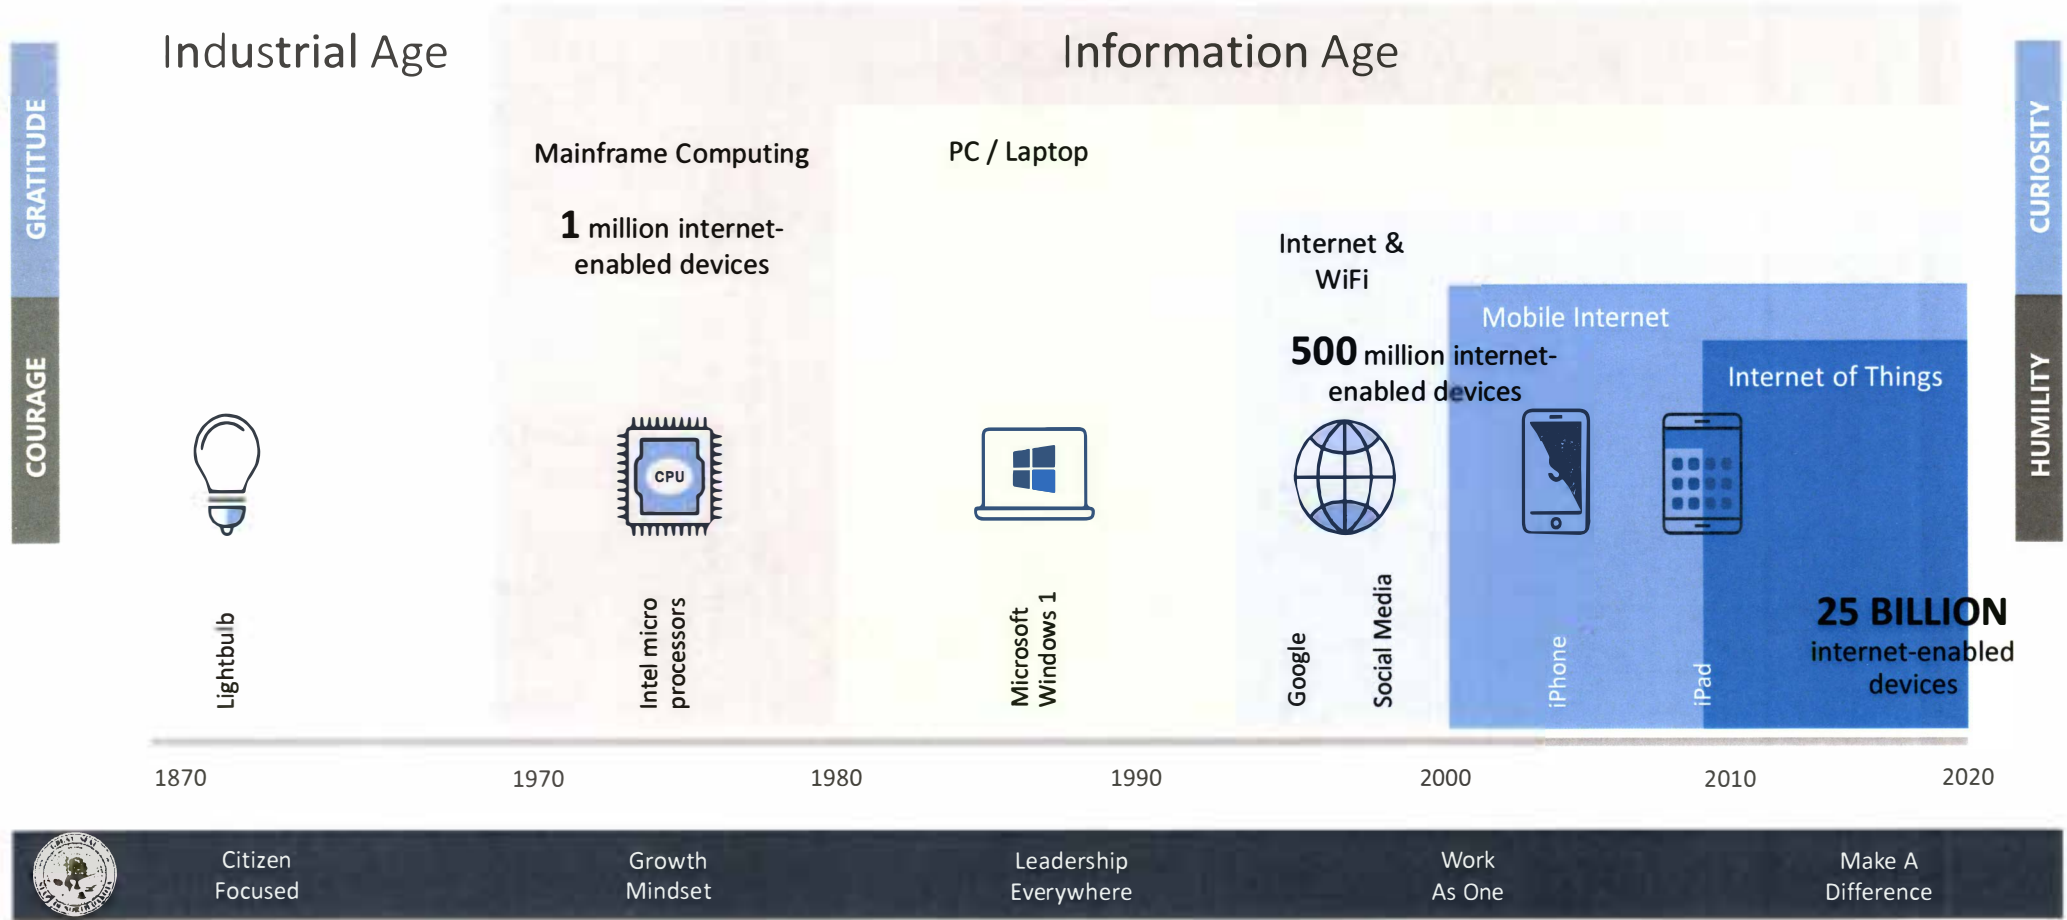 Industrial Age
Information Age
GRATITUDE
COURAGE
CURIOSITY
HUMILITY
Mainframe Computing
1 million internet-
enabled devices
PC / Laptop
Internet &
WiFi
500 million internet-
enabled devices
Mobile Internet
Internet of Things
CPU
25 BILLION
internet-enabled
devices
Lightbulb
Intel micro
processors
Microsoft
Windows 1
Google
Social Media
iPhone
iPad
1870
1970
1980
1990
2000
2010
2020
Citizen
Focused
Growth
Mindset
Leadership
Everywhere
Work
As One
Make A
Difference